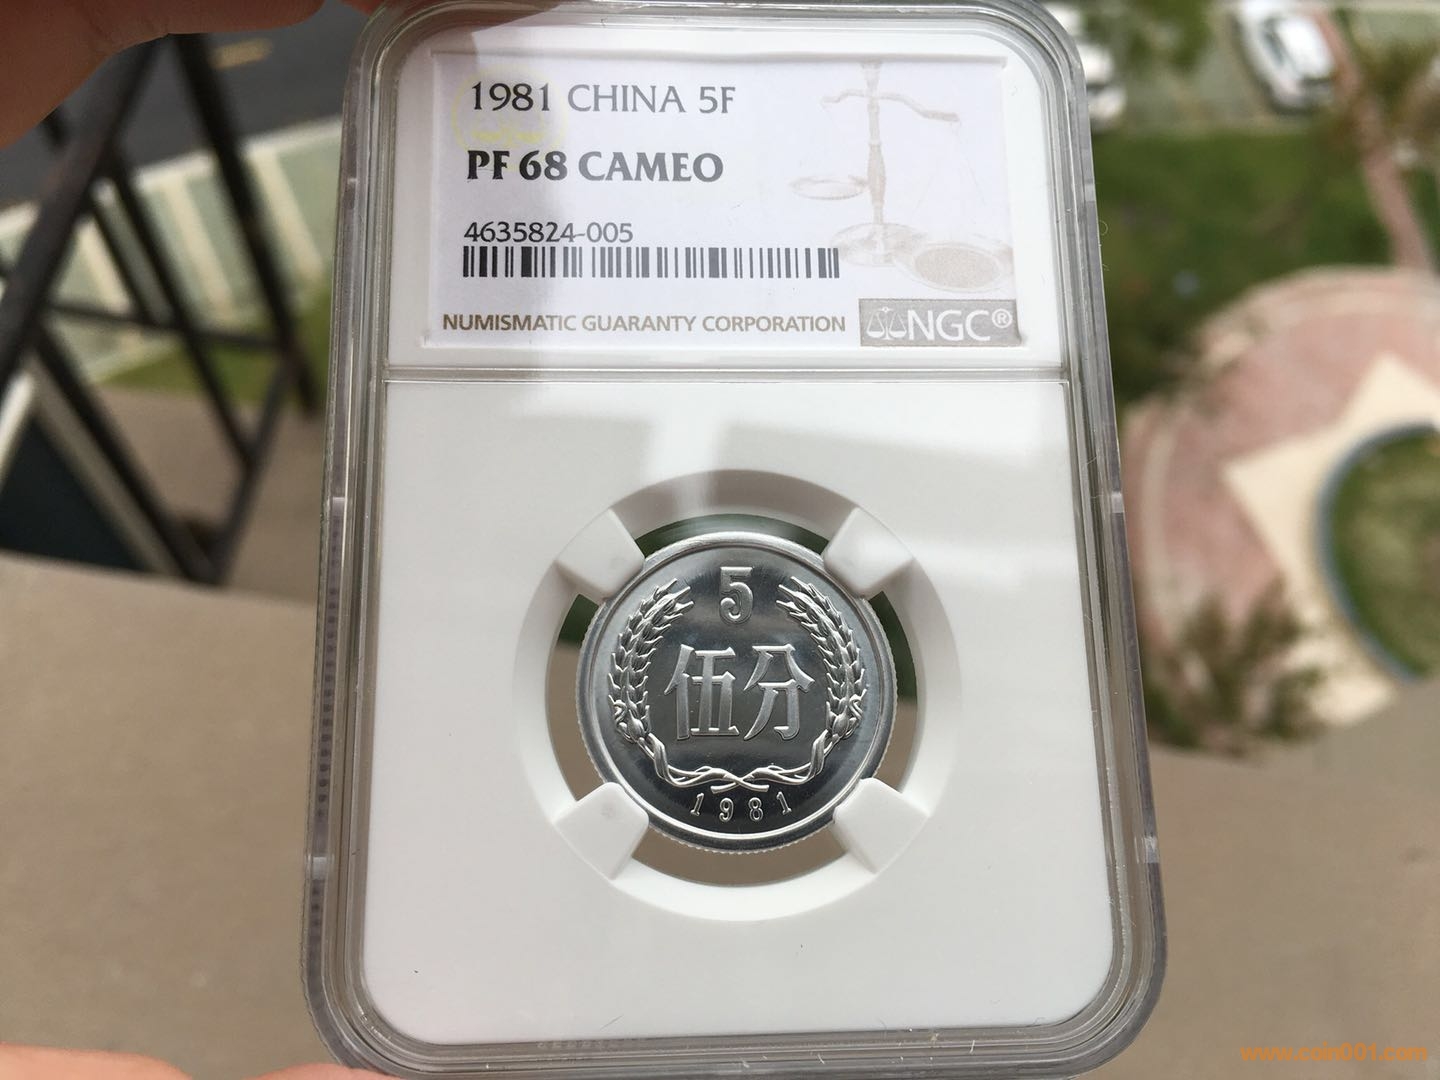 1981 CHINA 5F
PF 68 CAMEO
4635824-005
NUMISMATIC GUARANTY CORPORATION
NGC®
5
伍分
1981
www.coin001.com